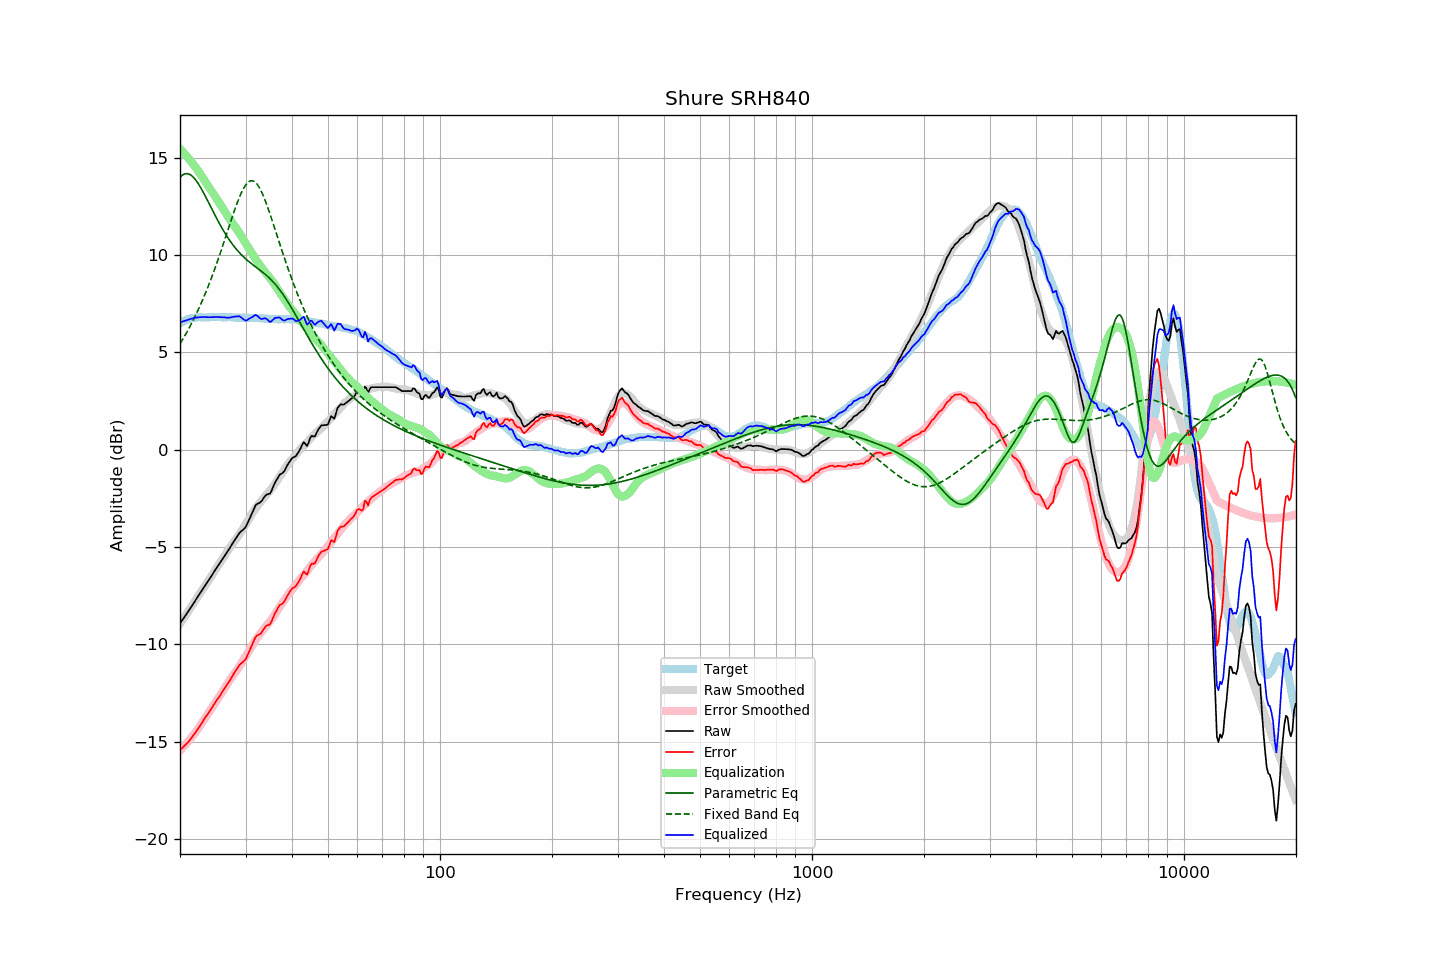 Shure SRH840
Amplitude (dBr)
15
10
5
0
−5
−10
−15
−20
Target
Raw Smoothed
Error Smoothed
Raw
Error
Equalization
Parametric Eq
Fixed Band Eq
Equalized
100
1000
10000
Frequency (Hz)